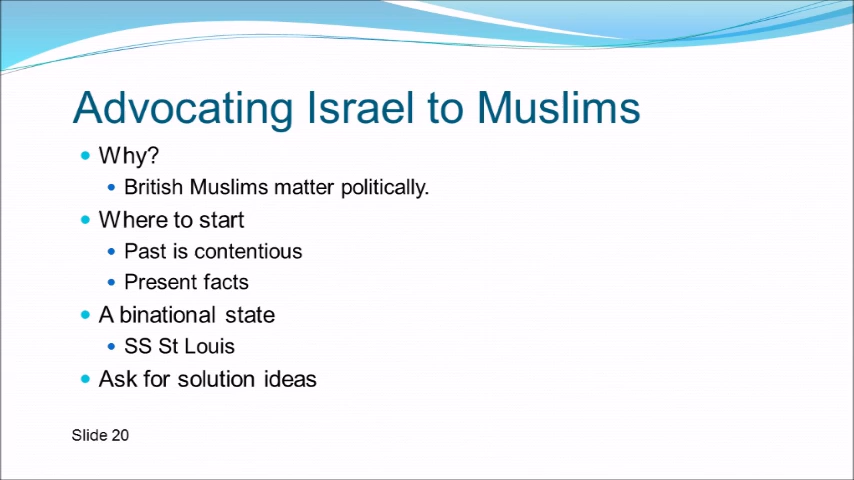 Advocating Israel to Muslims
• Why?
• British Muslims matter politically.
• Where to start
• Past is contentious
• Present facts
• A binational state
• SS St Louis
• Ask for solution ideas
Slide 20